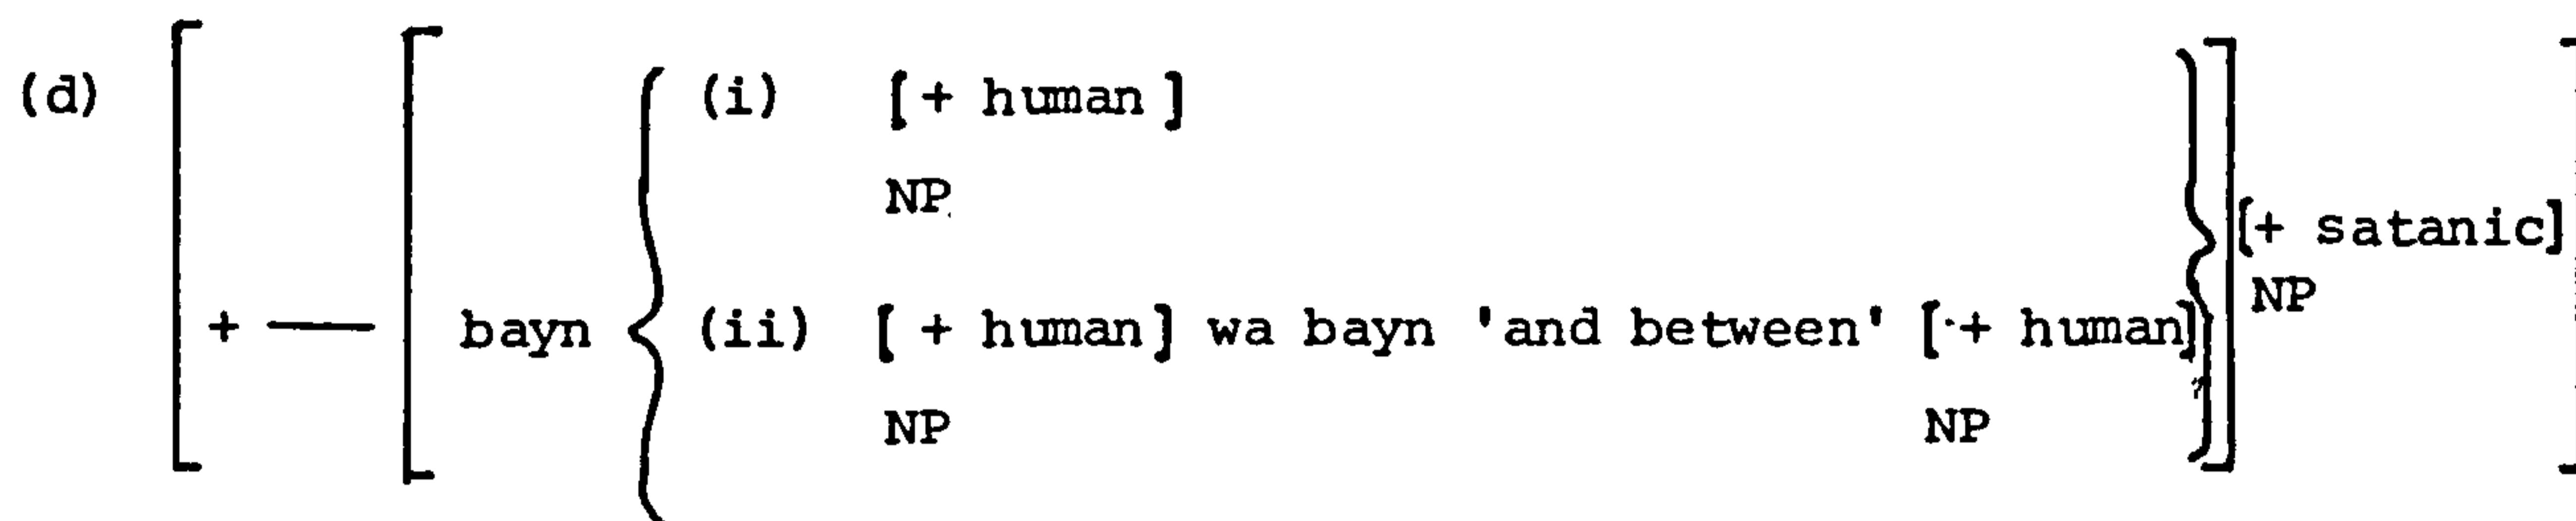 (d) [ + — [ bayn { (i) [+ human]
NP
[+ satanic]
NP
(ii) [+ human] wa bayn 'and between' [+ human] } ] ]
NP NP